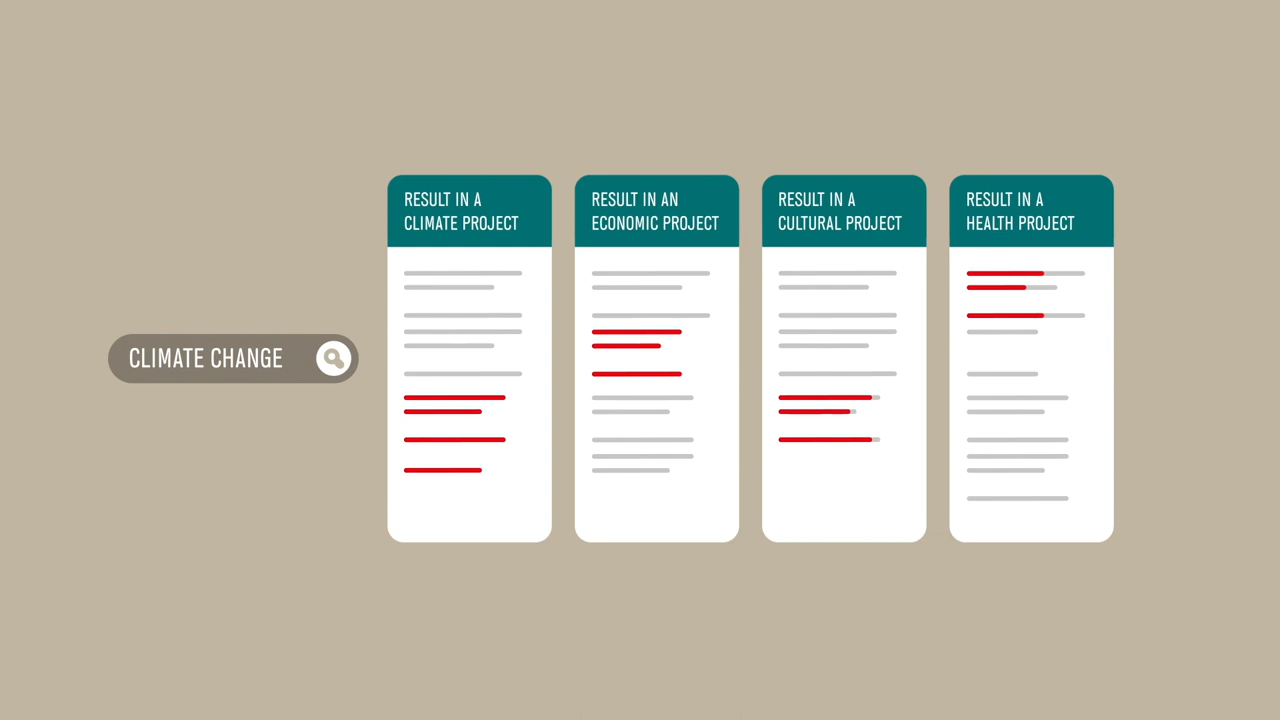 CLIMATE CHANGE
RESULT IN A
CLIMATE PROJECT
RESULT IN AN
ECONOMIC PROJECT
RESULT IN A
CULTURAL PROJECT
RESULT IN A
HEALTH PROJECT